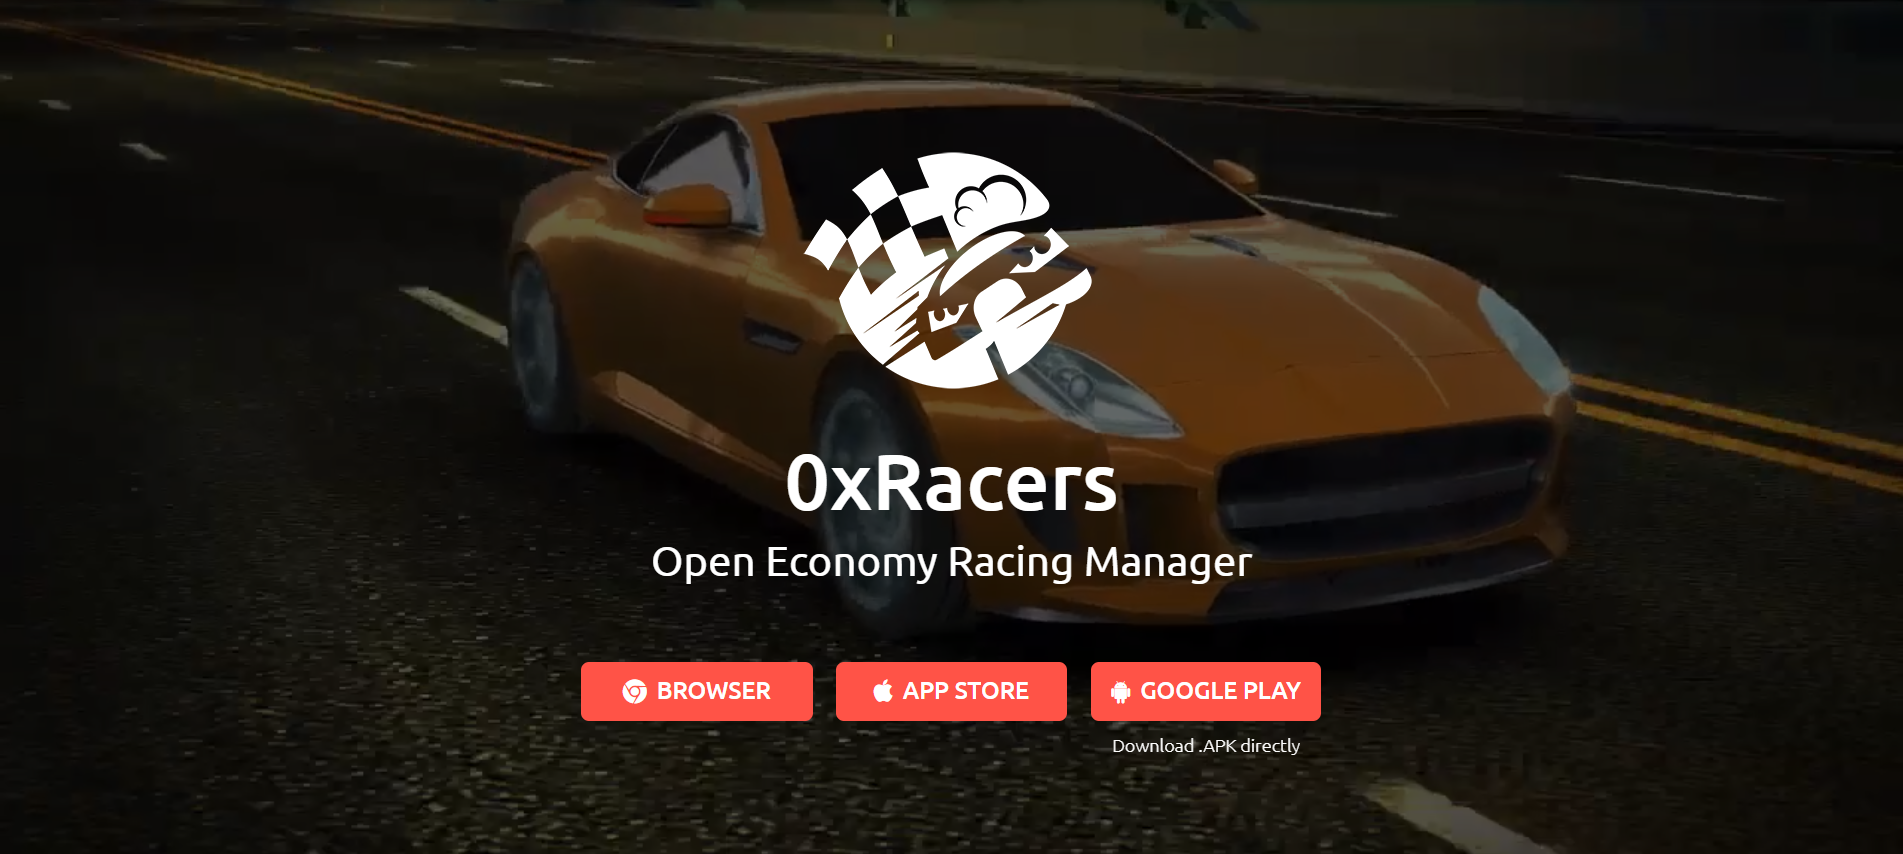 0xRacers
Open Economy Racing Manager
BROWSER
APP STORE
GOOGLE PLAY
Download .APK directly